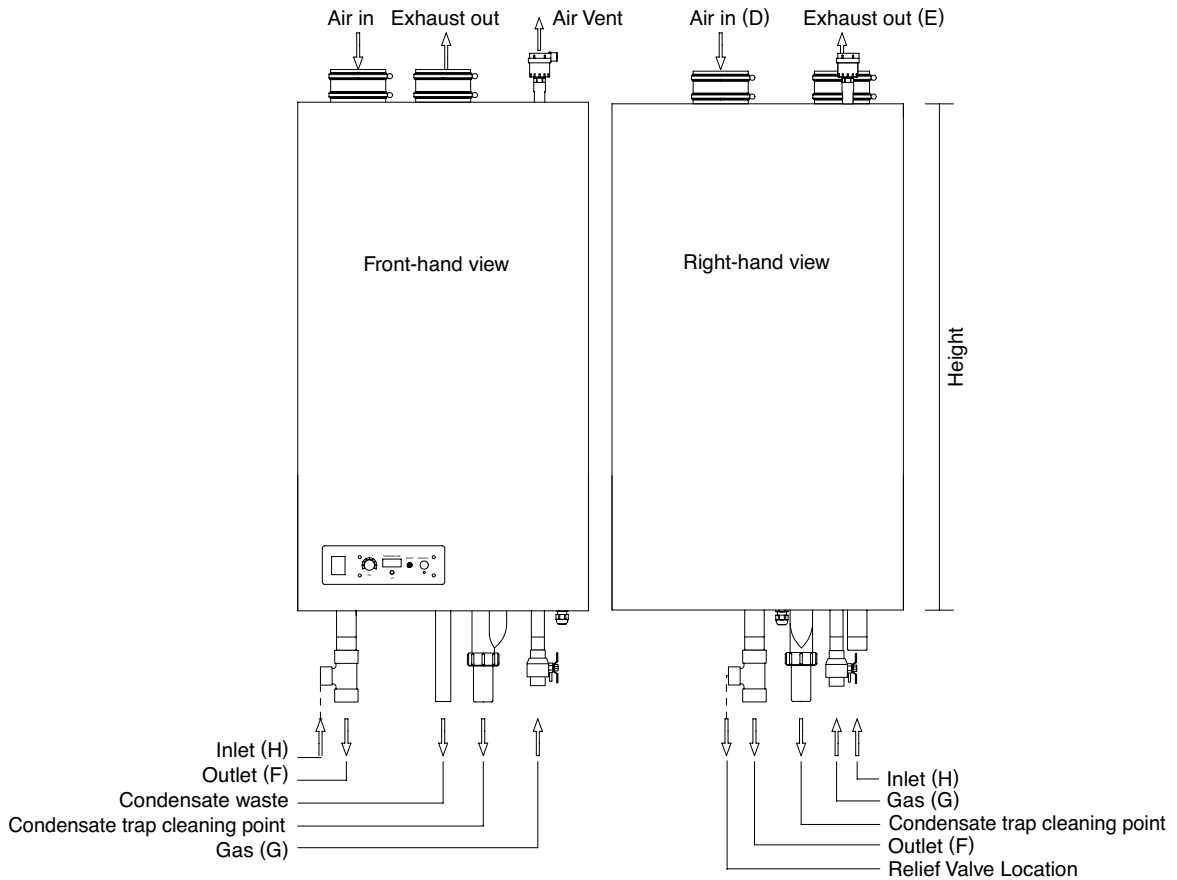 Air in
Exhaust out
Air Vent
Air in (D)
Exhaust out (E)
Front-hand view
Right-hand view
Height
Inlet (H)
Outlet (F)
Condensate waste
Condensate trap cleaning point
Gas (G)
Inlet (H)
Gas (G)
Condensate trap cleaning point
Outlet (F)
Relief Valve Location